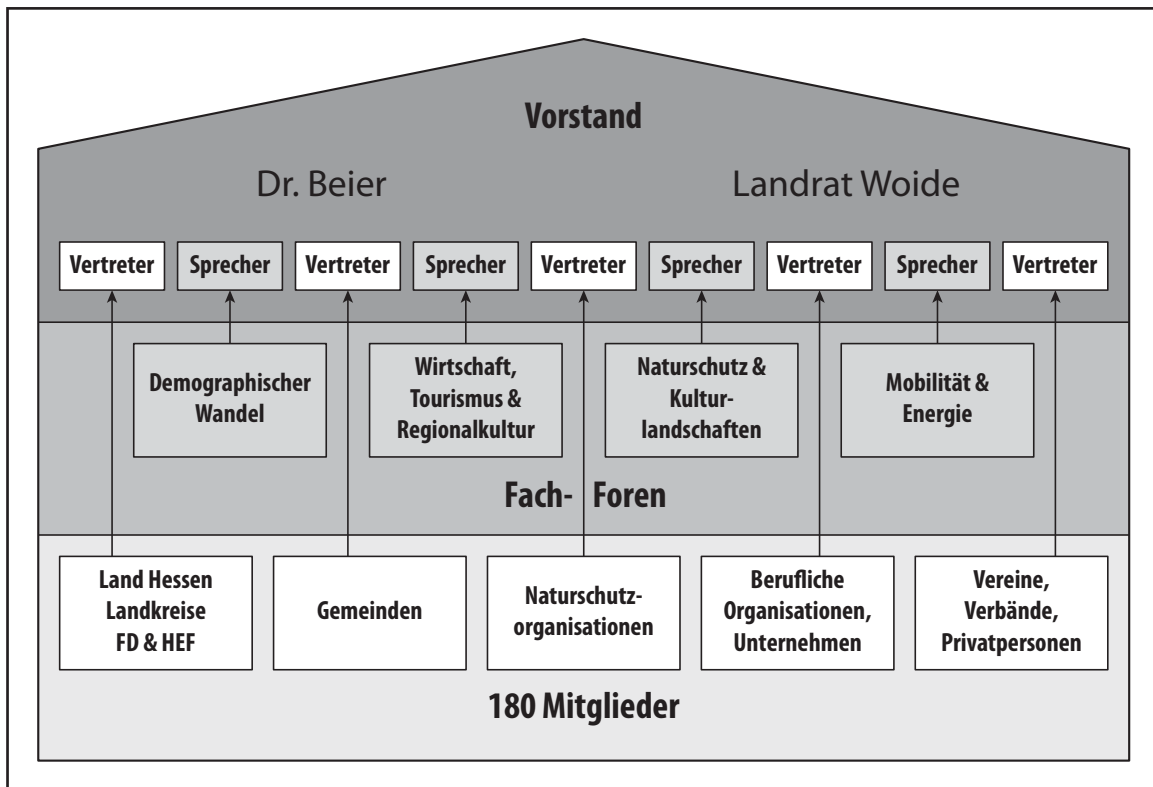 Vorstand
Dr. Beier
Landrat Woide
Vertreter
Sprecher
Vertreter
Sprecher
Vertreter
Sprecher
Vertreter
Sprecher
Vertreter
Demographischer
Wandel
Wirtschaft,
Tourismus &
Regionalkultur
Naturschutz &
Kultur-
landschaften
Mobilität &
Energie
Fach- Foren
Land Hessen
Landkreise
FD & HEF
Gemeinden
Naturschutz-
organisationen
Berufliche
Organisationen,
Unternehmen
Vereine,
Verbände,
Privatpersonen
180 Mitglieder